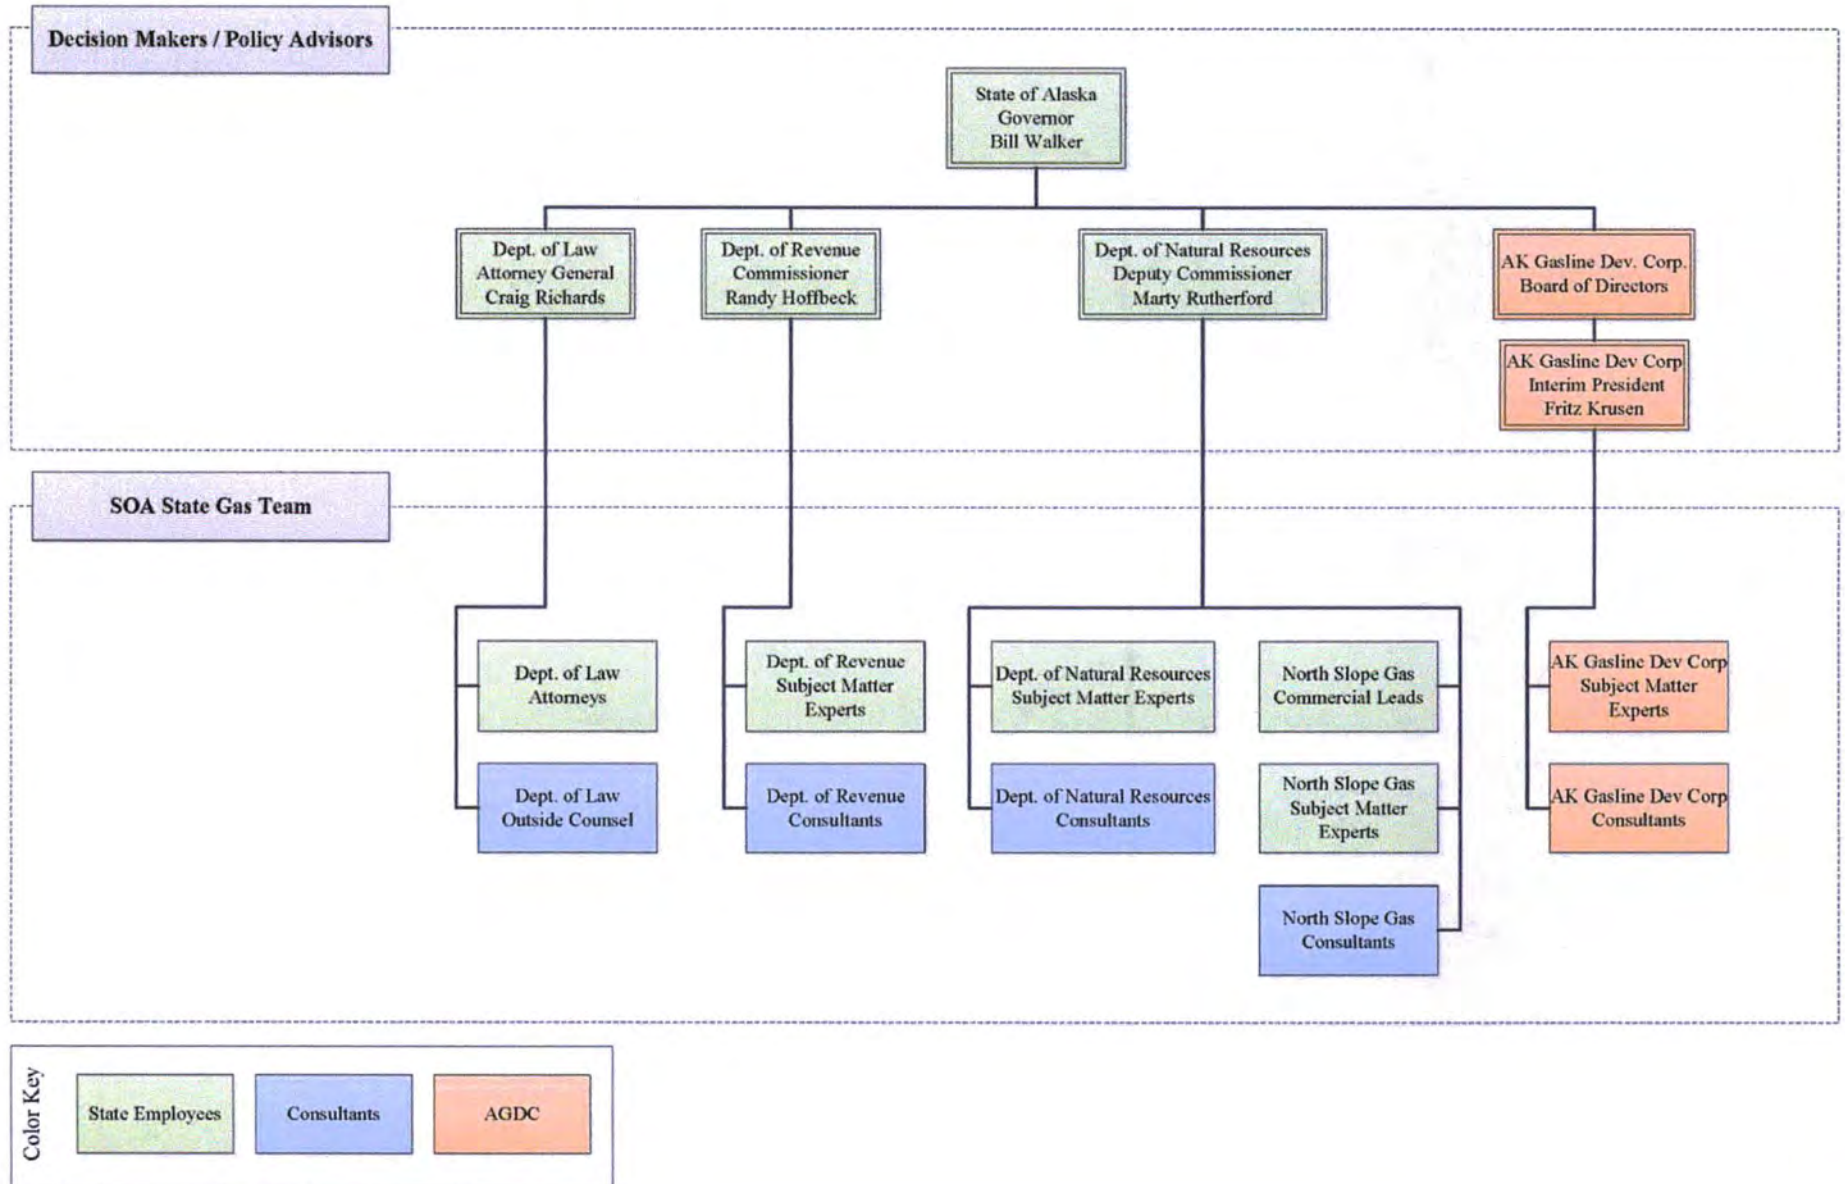 Decision Makers / Policy Advisors
State of Alaska
Governor
Bill Walker
Dept. of Law
Attorney General
Craig Richards
Dept. of Revenue
Commissioner
Randy Hoffbeck
Dept. of Natural Resources
Deputy Commissioner
Marty Rutherford
AK Gasline Dev. Corp.
Board of Directors
AK Gasline Dev Corp
Interim President
Fritz Krusen
SOA State Gas Team
Dept. of Law
Attorneys
Dept. of Revenue
Subject Matter
Experts
Dept. of Natural Resources
Subject Matter Experts
North Slope Gas
Commercial Leads
AK Gasline Dev Corp
Subject Matter
Experts
Dept. of Law
Outside Counsel
Dept. of Revenue
Consultants
Dept. of Natural Resources
Consultants
North Slope Gas
Subject Matter
Experts
AK Gasline Dev Corp
Consultants
North Slope Gas
Consultants
Color Key
State Employees
Consultants
AGDC